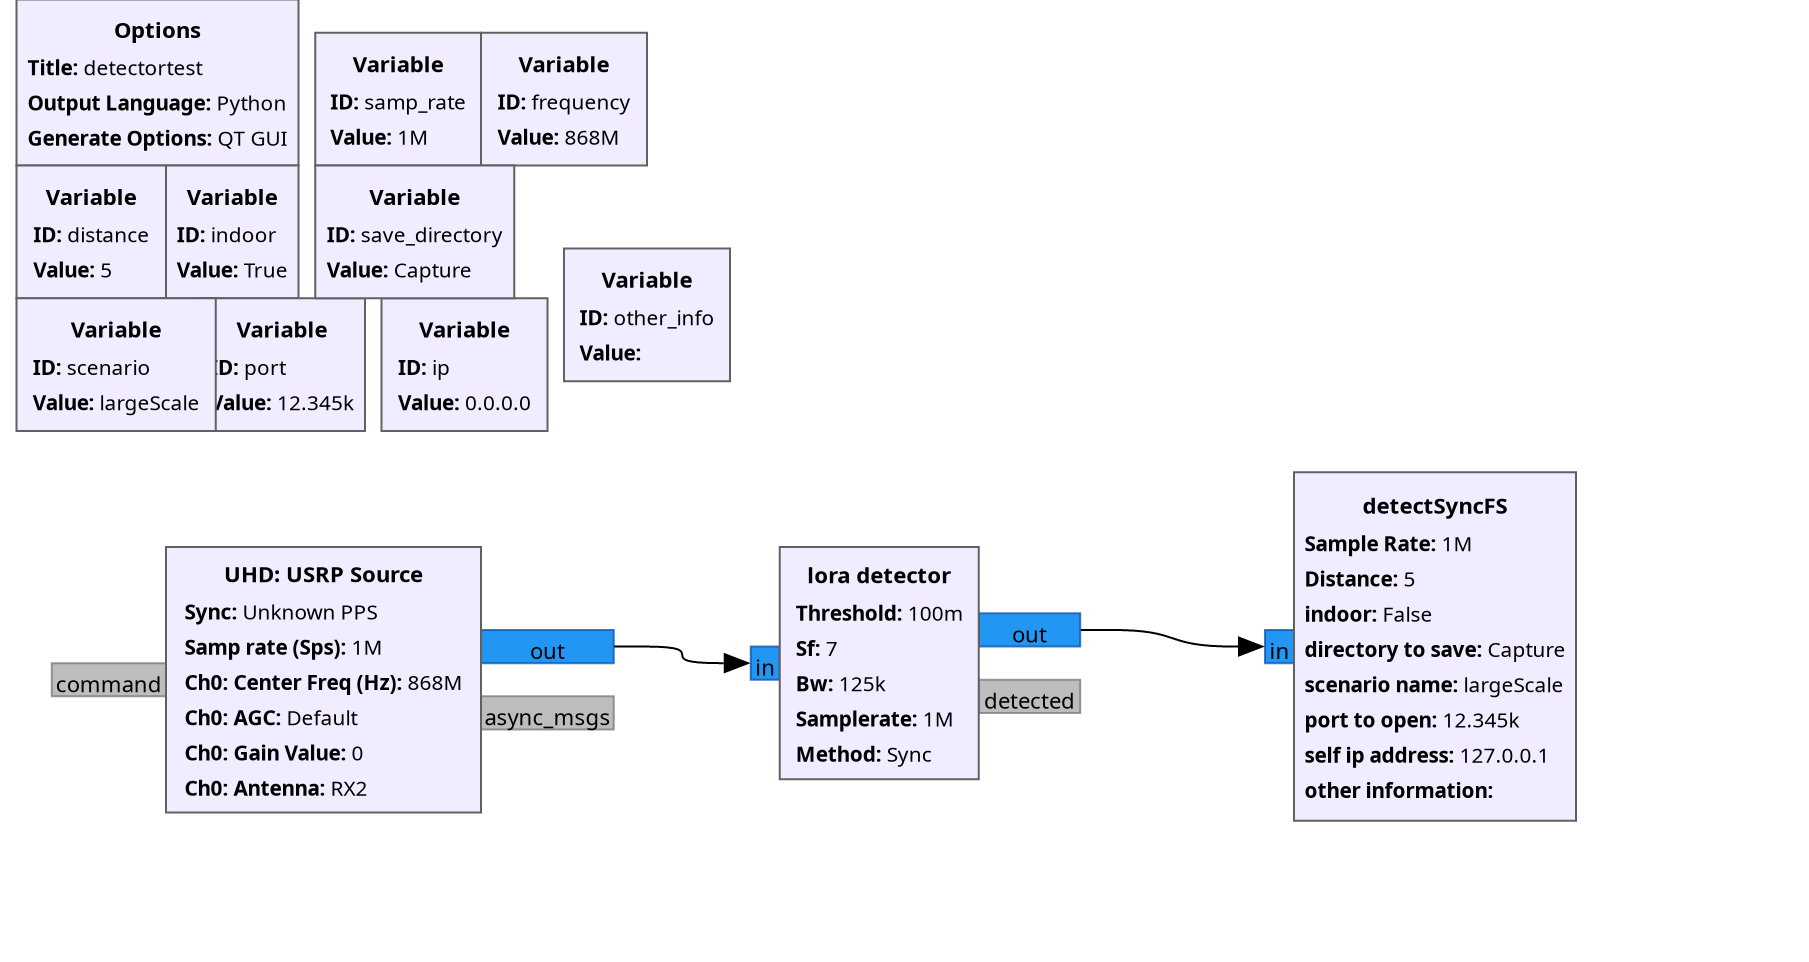 Options
Title: detectortest
Output Language: Python
Generate Options: QT GUI
Variable
ID: samp_rate
Value: 1M
Variable
ID: frequency
Value: 868M
Variable
ID: distance
Value: 5
Variable
ID: indoor
Value: True
Variable
ID: save_directory
Value: Capture
Variable
ID: other_info
Value:
Variable
ID: scenario
Value: largeScale
Variable
ID: port
Value: 12.345k
Variable
ID: ip
Value: 0.0.0.0
command
UHD: USRP Source
Sync: Unknown PPS
Samp rate (Sps): 1M
Ch0: Center Freq (Hz): 868M
Ch0: AGC: Default
Ch0: Gain Value: 0
Ch0: Antenna: RX2
out
async_msgs
in
lora detector
Threshold: 100m
Sf: 7
Bw: 125k
Samplerate: 1M
Method: Sync
out
detected
in
detectSyncFS
Sample Rate: 1M
Distance: 5
indoor: False
directory to save: Capture
scenario name: largeScale
port to open: 12.345k
self ip address: 127.0.0.1
other information: